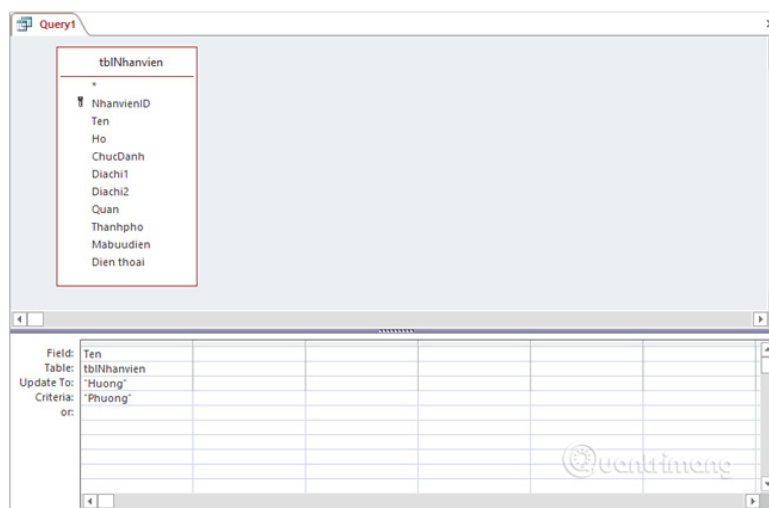 Query1
tblNhanvien
*
NhanvienID
Ten
Ho
ChucDanh
Diachi1
Diachi2
Quan
Thanhpho
Mabuudien
Dien thoai
Field: Ten
Table: tblNhanvien
Update To: "Huong"
Criteria: "Phuong"
or:
Quantrimang